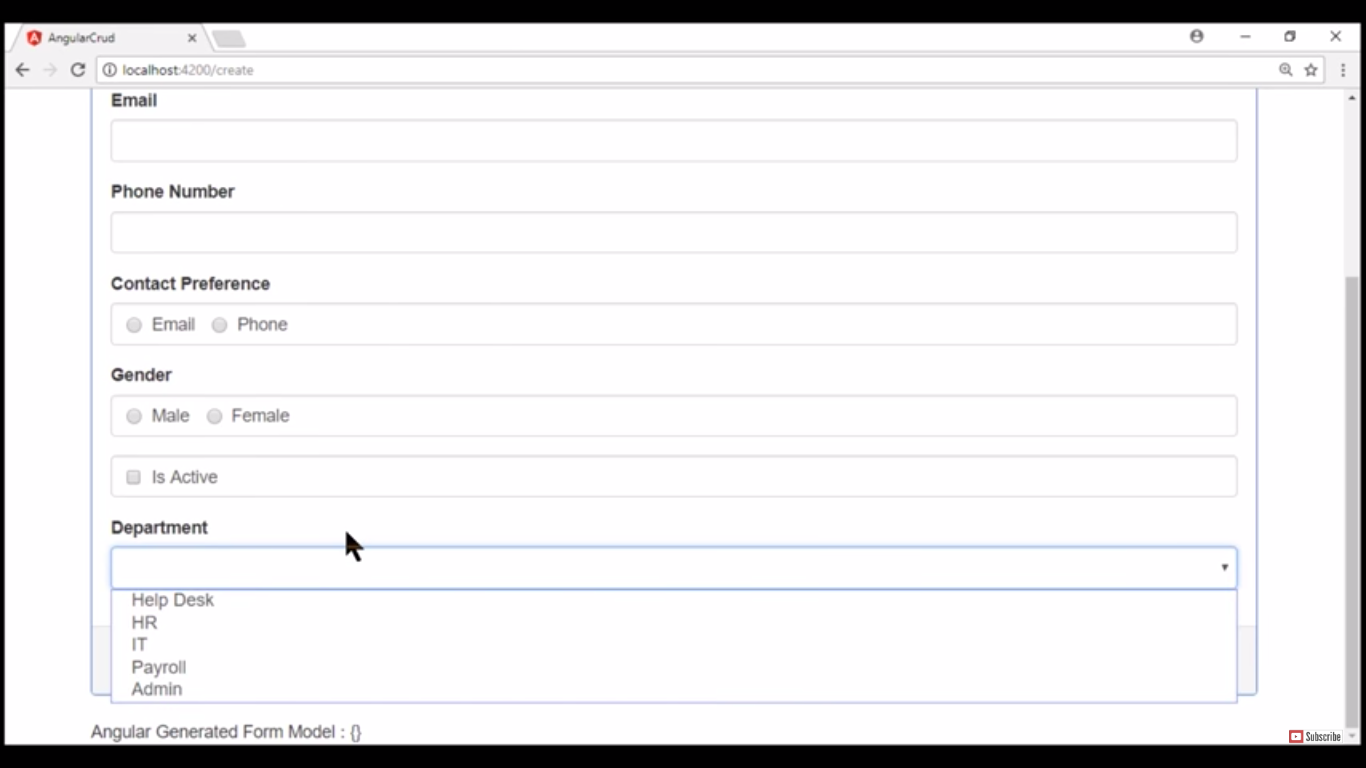 AngularCrud
localhost:4200/create
Email
Phone Number
Contact Preference
Email Phone
Gender
Male Female
Is Active
Department
Help Desk
HR
IT
Payroll
Admin
Angular Generated Form Model : {}
Subscribe